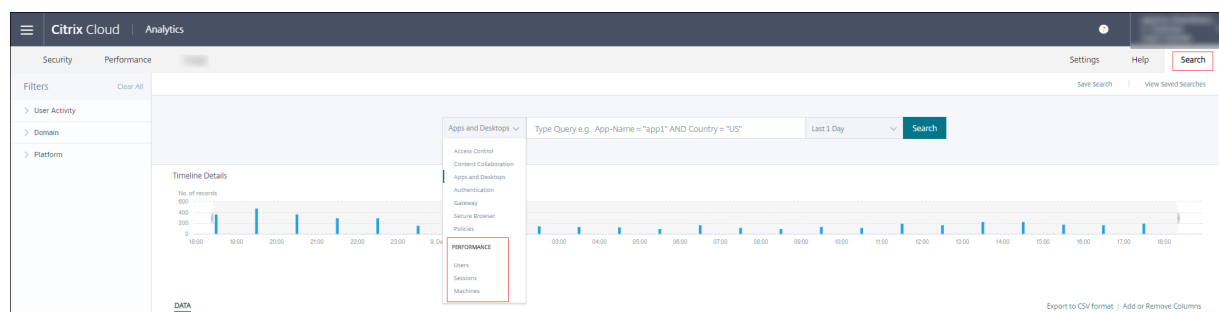 Citrix Cloud Analytics
Security Performance Settings Help Search
Filters Clear All Save Search View Saved Searches
User Activity
Domain
Platform
Apps and Desktops Type Query e.g. App-Name = "app1" AND Country = "US" Last 1 Day Search
Access Control
Content Collaboration
Apps and Desktops
Authentication
Gateway
Secure Browser
Policies
PERFORMANCE
Users
Sessions
Machines
Timeline Details
No. of records
600
400
200
0
18:00 19:00 20:00 21:00 22:00 23:00 9. De 03:00 04:00 05:00 06:00 07:00 08:00 09:00 10:00 11:00 12:00 13:00 14:00 15:00 16:00 17:00 18:00
DATA Export to CSV format | Add or Remove Columns